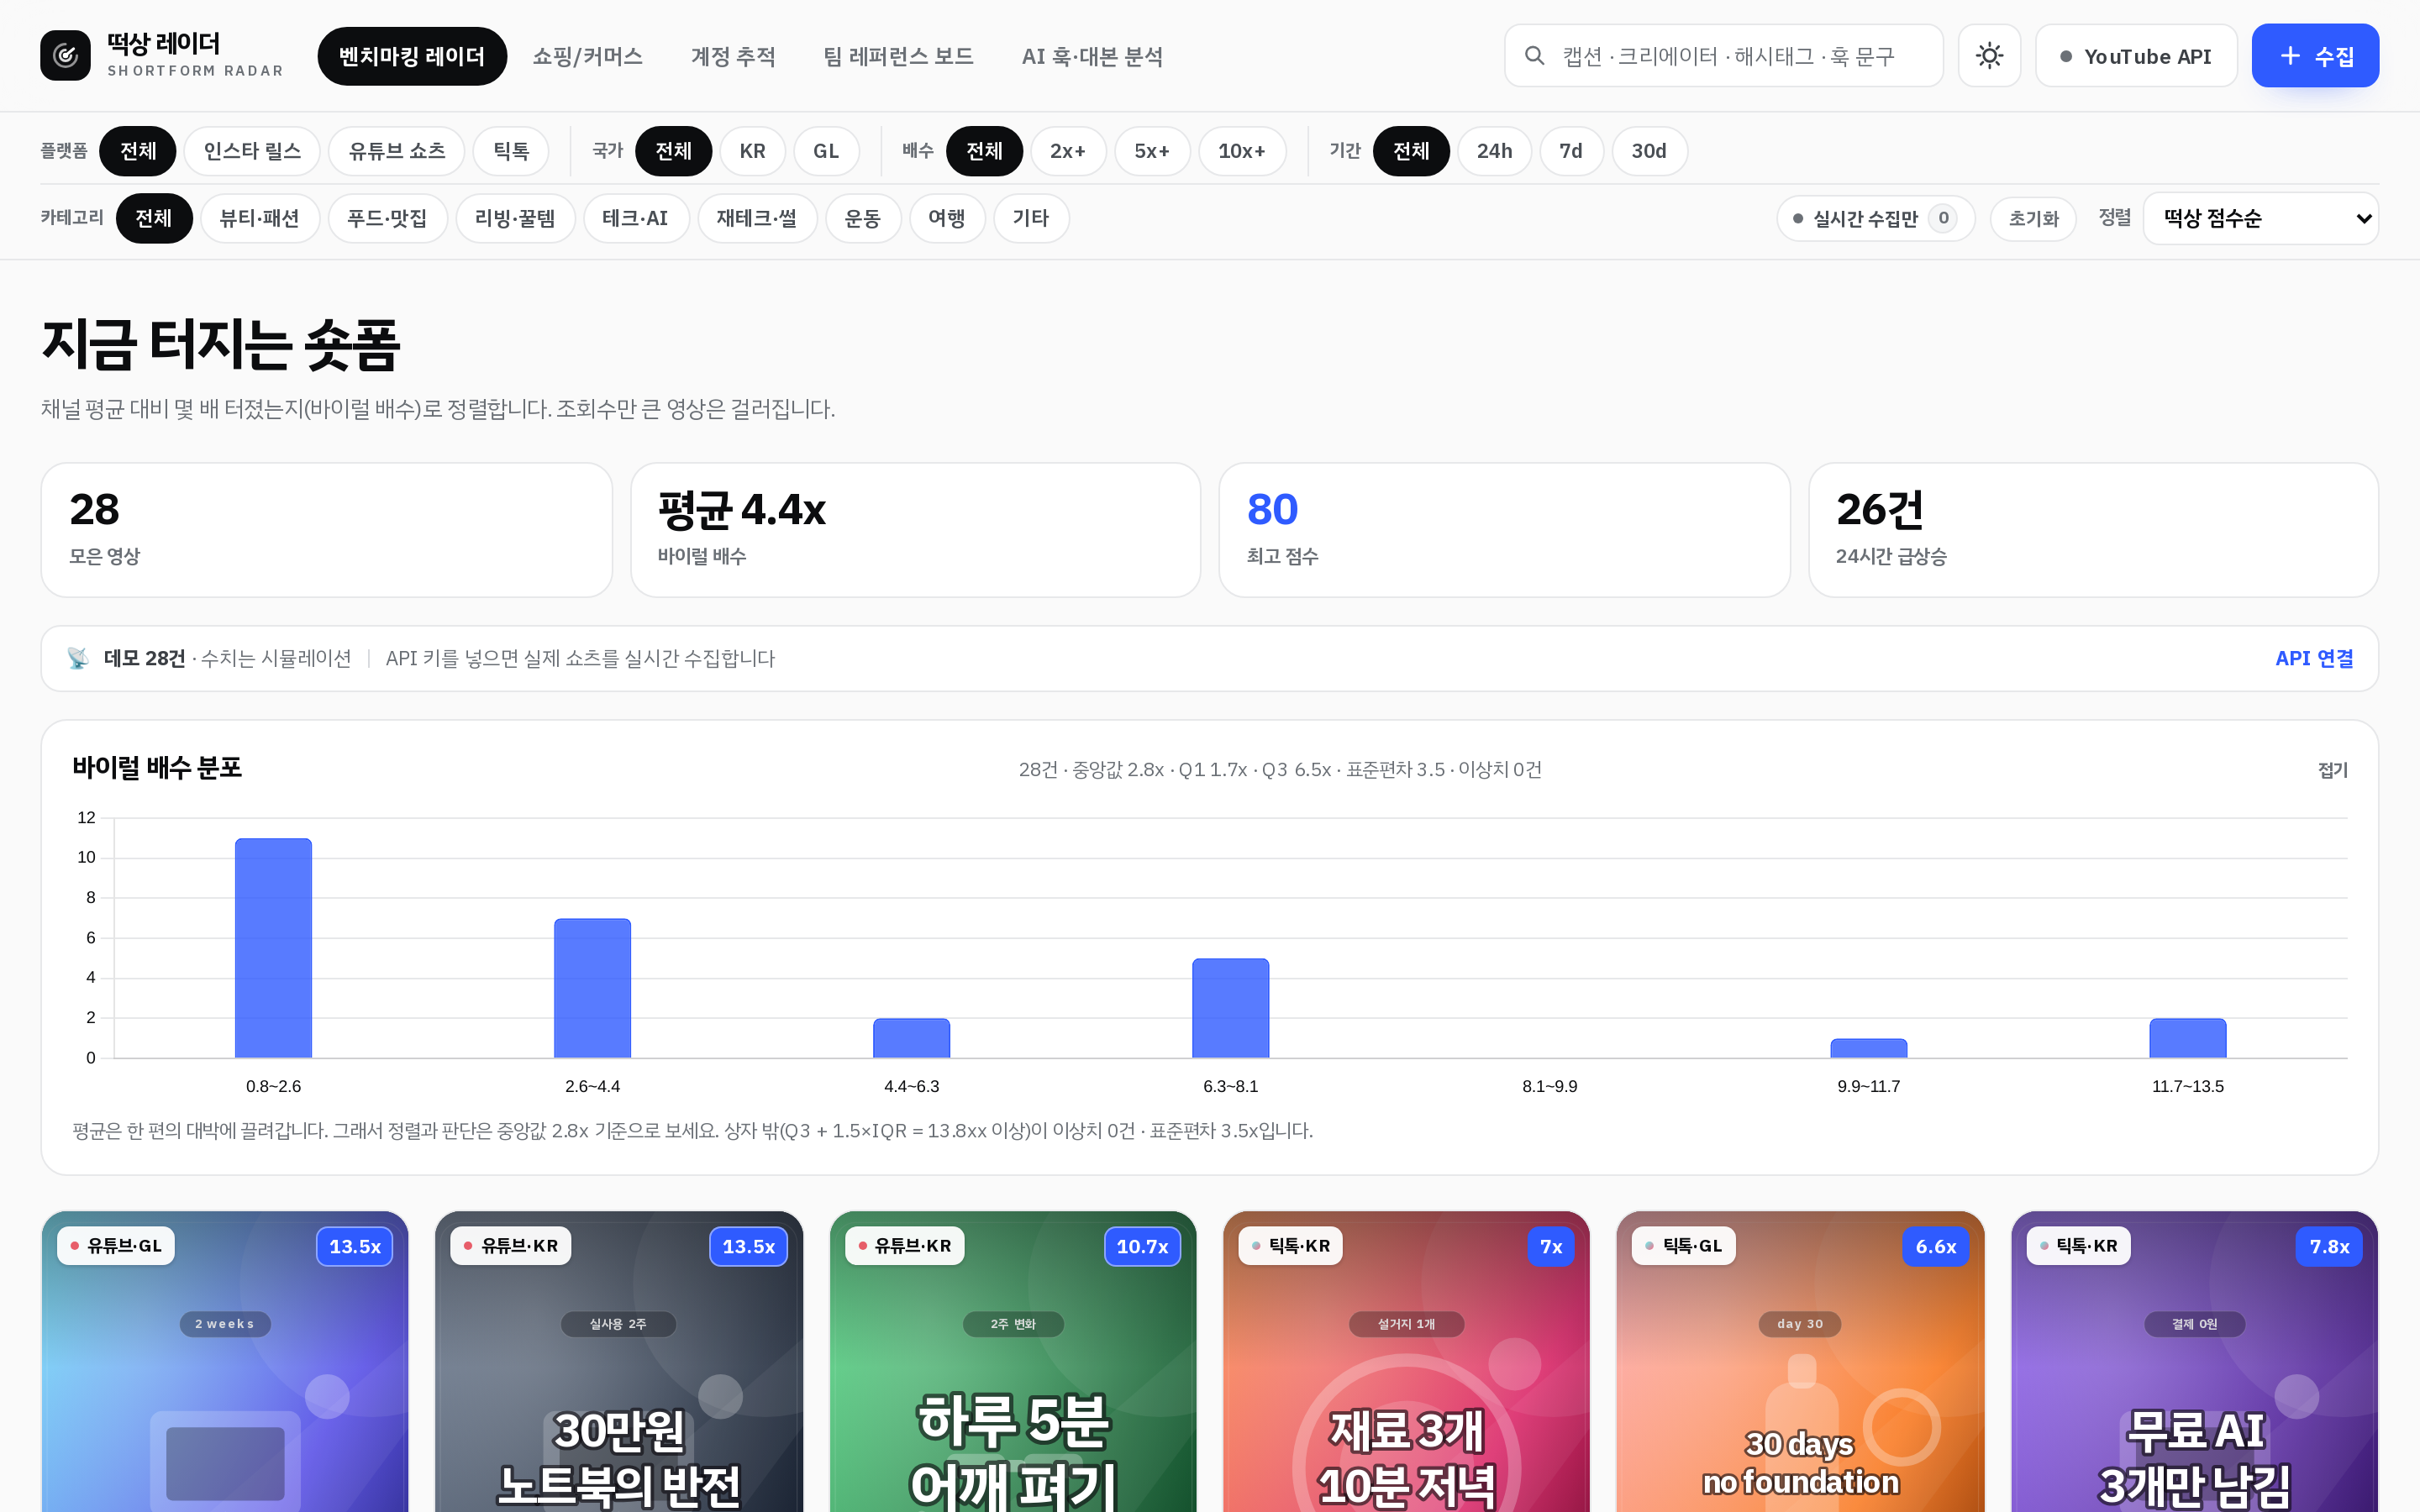 떡상 레이더
SHORTFORM RADAR
벤치마킹 레이더
쇼핑/커머스
계정 추적
팀 레퍼런스 보드
AI 훅·대본 분석
캡션 · 크리에이터 · 해시태그 · 훅 문구
YouTube API
수집
플랫폼 전체 인스타 릴스 유튜브 쇼츠 틱톡 국가 전체 KR GL 배수 전체 2x+ 5x+ 10x+ 기간 전체 24h 7d 30d
카테고리 전체 뷰티·패션 푸드·맛집 리빙·꿀템 테크·AI 재테크·썰 운동 여행 기타 실시간 수집만 0 초기화 정렬 떡상 점수순
지금 터지는 숏폼
채널 평균 대비 몇 배 터졌는지(바이럴 배수)로 정렬합니다. 조회수만 큰 영상은 걸러집니다.
28
모은 영상
평균 4.4x
바이럴 배수
80
최고 점수
26건
24시간 급상승
데모 28건 · 수치는 시뮬레이션 | API 키를 넣으면 실제 쇼츠를 실시간 수집합니다
API 연결
바이럴 배수 분포
28건 · 중앙값 2.8x · Q1 1.7x · Q3 6.5x · 표준편차 3.5 · 이상치 0건
접기
12
10
8
6
4
2
0
0.8~2.6 2.6~4.4 4.4~6.3 6.3~8.1 8.1~9.9 9.9~11.7 11.7~13.5
평균은 한 편의 대박에 끌려갑니다. 그래서 정렬과 판단은 중앙값 2.8x 기준으로 보세요. 상자 밖(Q3 + 1.5×IQR = 13.8xx 이상)이 이상치 0건 · 표준편차 3.5x입니다.
유튜브·GL
13.5x
2 weeks
유튜브·KR
13.5x
실사용 2주
30만원
노트북의 반전
유튜브·KR
10.7x
2주 변화
하루 5분
어깨 펴기
틱톡·KR
7x
설거지 1개
재료 3개
10분 저녁
틱톡·GL
6.6x
day 30
30 days
no foundation
틱톡·KR
7.8x
결제 0원
무료 AI
3개만 남김